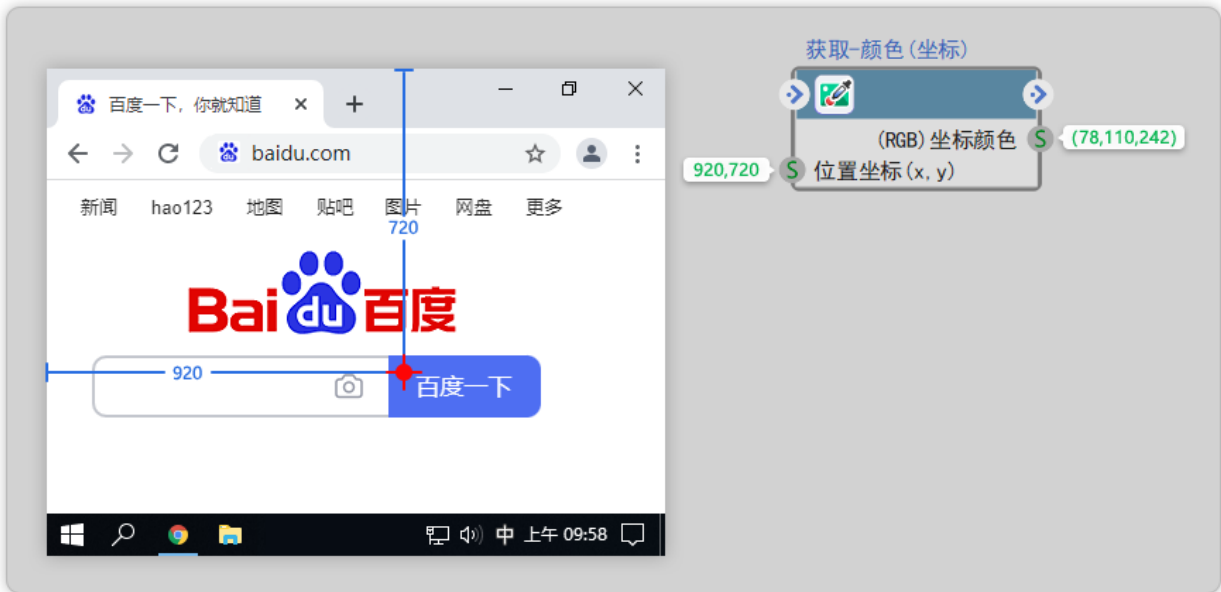 获取-颜色(坐标)
百度一下，你就知道
(RGB)坐标颜色
(78,110,242)
baidu.com
920,720
位置坐标(x,y)
新闻 hao123 地图 贴吧 图片 网盘 更多
720
Bai du 百度
920
百度一下
中 上午 09:58
S
S